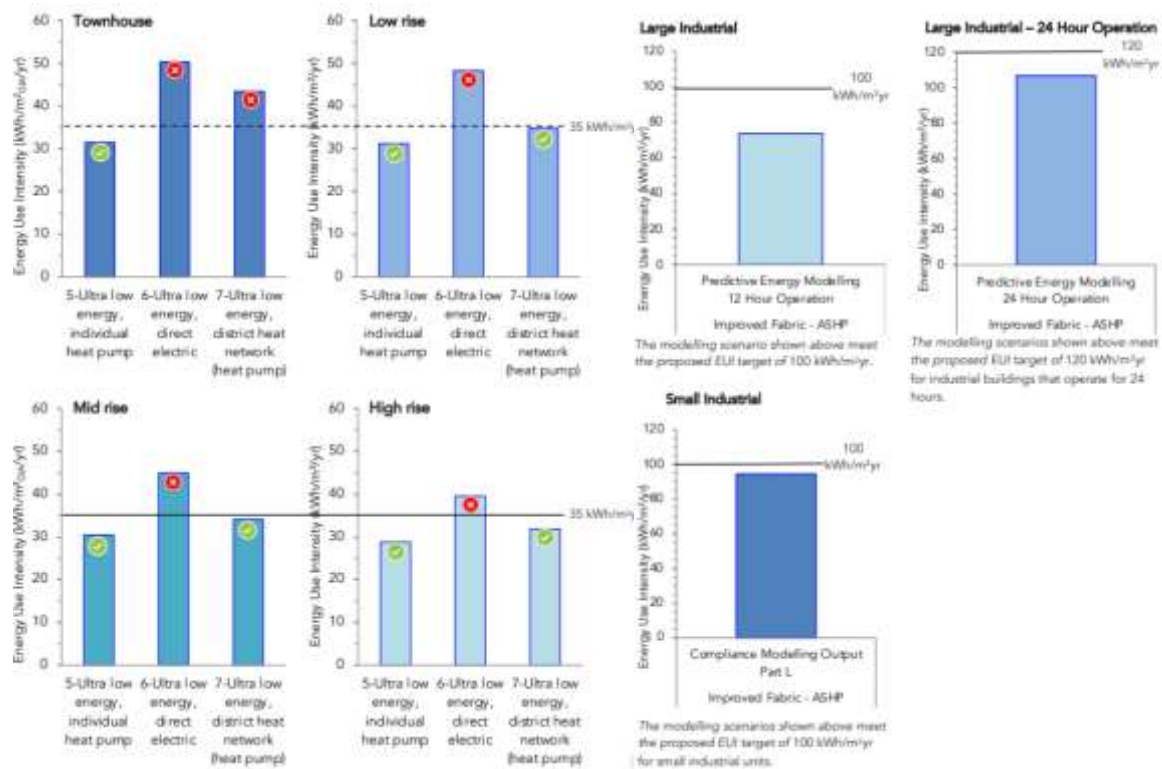 Townhouse
Energy Use Intensity (kWh/m²GIA/yr)
60
50
40
30
20
10
0
5-Ultra low energy, individual heat pump
6-Ultra low energy, direct electric
7-Ultra low energy, district heat network (heat pump)
Low rise
Energy Use Intensity (kWh/m²/yr)
60
50
40
30
20
10
0
35 kWh/m²/
5-Ultra low energy, individual heat pump
6-Ultra low energy, direct electric
7-Ultra low energy, district heat network (heat pump)
Large Industrial
Energy Use Intensity (kWh/m²/yr)
120
100
80
60
40
20
0
100
kWh/m²yr
Predictive Energy Modelling
12 Hour Operation
Improved Fabric - ASHP
The modelling scenario shown above meet
the proposed EUI target of 100 kWh/m²yr.
Large Industrial – 24 Hour Operation
Energy Use Intensity (kWh/m²/yr)
120
100
80
60
40
20
0
120
kWh/m²yr
Predictive Energy Modelling
24 Hour Operation
Improved Fabric - ASHP
The modelling scenarios shown above meet
the proposed EUI target of 120 kWh/m²yr
for industrial buildings that operate for 24
hours.
Mid rise
Energy Use Intensity (kWh/m²GIA/yr)
60
50
40
30
20
10
0
5-Ultra low energy, individual heat pump
6-Ultra low energy, direct electric
7-Ultra low energy, district heat network (heat pump)
High rise
Energy Use Intensity (kWh/m²/yr)
60
50
40
30
20
10
0
35 kWh/m²/
5-Ultra low energy, individual heat pump
6-Ultra low energy, direct electric
7-Ultra low energy, district heat network (heat pump)
Small Industrial
Energy Use Intensity (kWh/m²/yr)
120
100
80
60
40
20
0
100
kWh/m²yr
Compliance Modelling Output
Part L
Improved Fabric - ASHP
The modelling scenarios shown above meet
the proposed EUI target of 100 kWh/m²yr
for small industrial units.